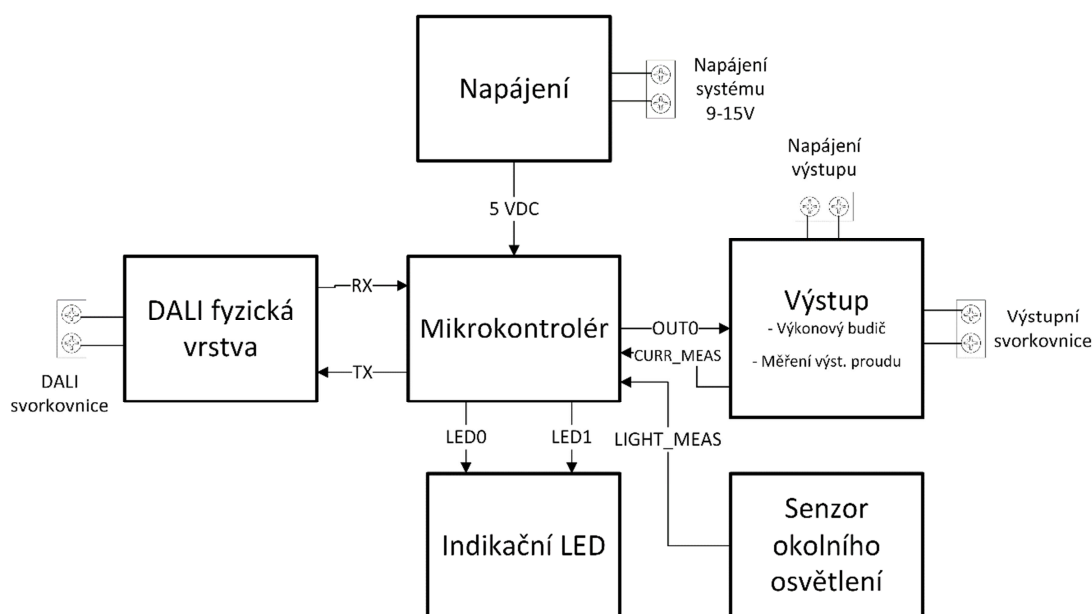 Napájení
Napájení
systému
9-15V
Napájení
výstupu
5 VDC
DALI fyzická
vrstva
RX
TX
DALI
svorkovnice
Mikrokontrolér
OUT0
CURR_MEAS
Výstup
- Výkonový budič
- Měření výst. proudu
Výstupní
svorkovnice
LED0
LED1
LIGHT_MEAS
Indikační LED
Senzor
okolního
osvětlení